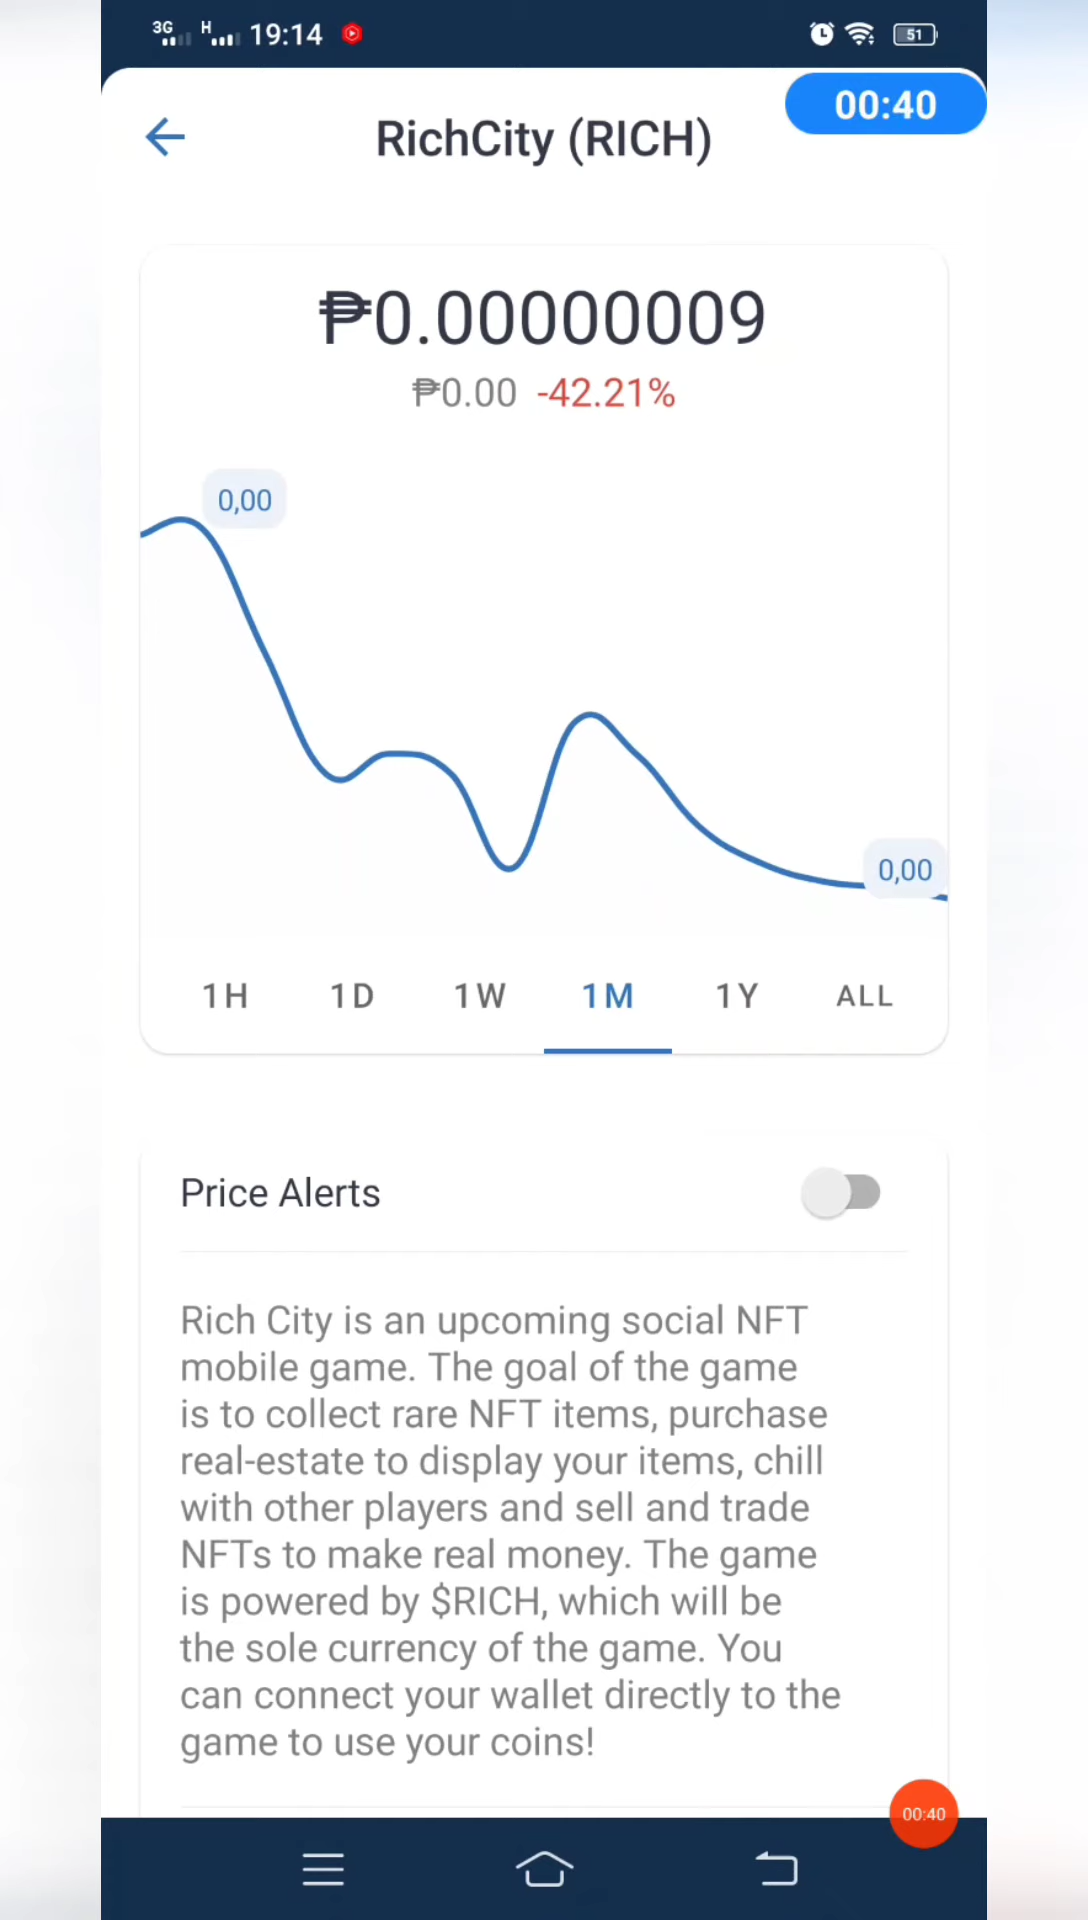 3G H 19:14 51
00:40
RichCity (RICH)
₱0.00000009
₱0.00 -42.21%
0,00
0,00
1H 1D 1W 1M 1Y ALL
Price Alerts
Rich City is an upcoming social NFT
mobile game. The goal of the game
is to collect rare NFT items, purchase
real-estate to display your items, chill
with other players and sell and trade
NFTs to make real money. The game
is powered by $RICH, which will be
the sole currency of the game. You
can connect your wallet directly to the
game to use your coins!
00:40